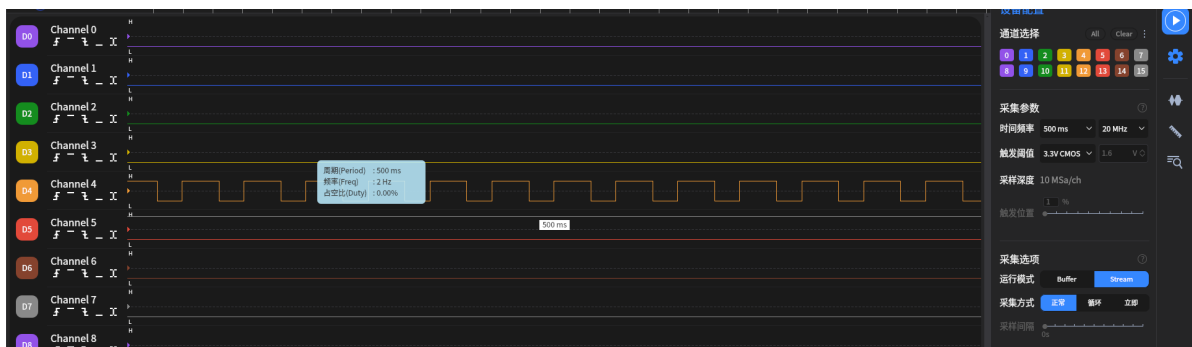 设备配置
D0 Channel 0 H L
D1 Channel 1 H L
D2 Channel 2 H L
D3 Channel 3 H L
D4 Channel 4 H L
D5 Channel 5 H L
D6 Channel 6 H L
D7 Channel 7 H L
D8 Channel 8 H
周期(Period) : 500 ms
频率(Freq) : 2 Hz
占空比(Duty) : 0.00%
500 ms
通道选择 All Clear
0 1 2 3 4 5 6 7
8 9 10 11 12 13 14 15
采集参数 ?
时间频率 500 ms 20 MHz
触发阈值 3.3V CMOS 1.6 V
采样深度 10 MSa/ch
1 %
触发位置
采集选项 ?
运行模式 Buffer Stream
采集方式 正常 循环 立即
采样间隔
0s